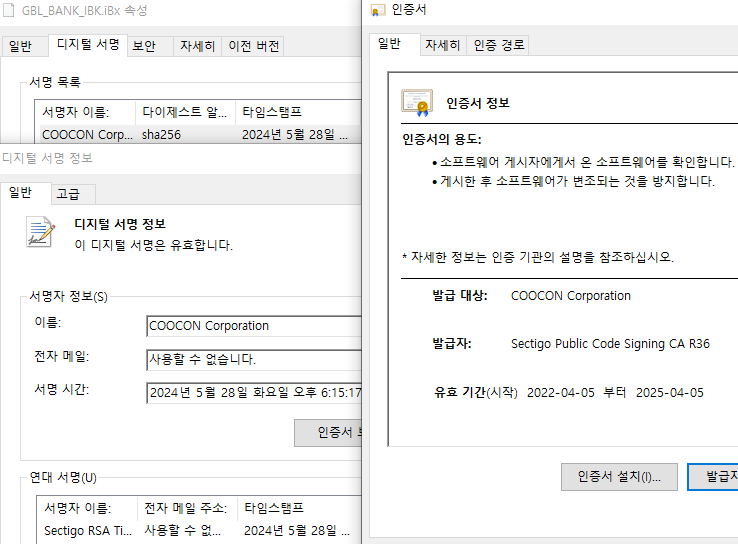 GBL_BANK_IBK.iBx 속성
일반 디지털 서명 보안 자세히 이전 버전
서명 목록
서명자 이름: 다이제스트 알... 타임스탬프
COOCON Corp... sha256 2024년 5월 28일 ...
디지털 서명 정보
일반 고급
디지털 서명 정보
이 디지털 서명은 유효합니다.
서명자 정보(S)
이름: COOCON Corporation
전자 메일: 사용할 수 없습니다.
서명 시간: 2024년 5월 28일 화요일 오후 6:15:17
인증서 보
연대 서명(U)
서명자 이름: 전자 메일 주소: 타임스탬프
Sectigo RSA Ti... 사용할 수 없... 2024년 5월 28일 ...
인증서
일반 자세히 인증 경로
인증서 정보
인증서의 용도:
• 소프트웨어 게시자에게서 온 소프트웨어를 확인합니다.
• 게시한 후 소프트웨어가 변조되는 것을 방지합니다.
* 자세한 정보는 인증 기관의 설명을 참조하십시오.
발급 대상: COOCON Corporation
발급자: Sectigo Public Code Signing CA R36
유효 기간(시작) 2022-04-05 부터 2025-04-05
인증서 설치(I)... 발급자